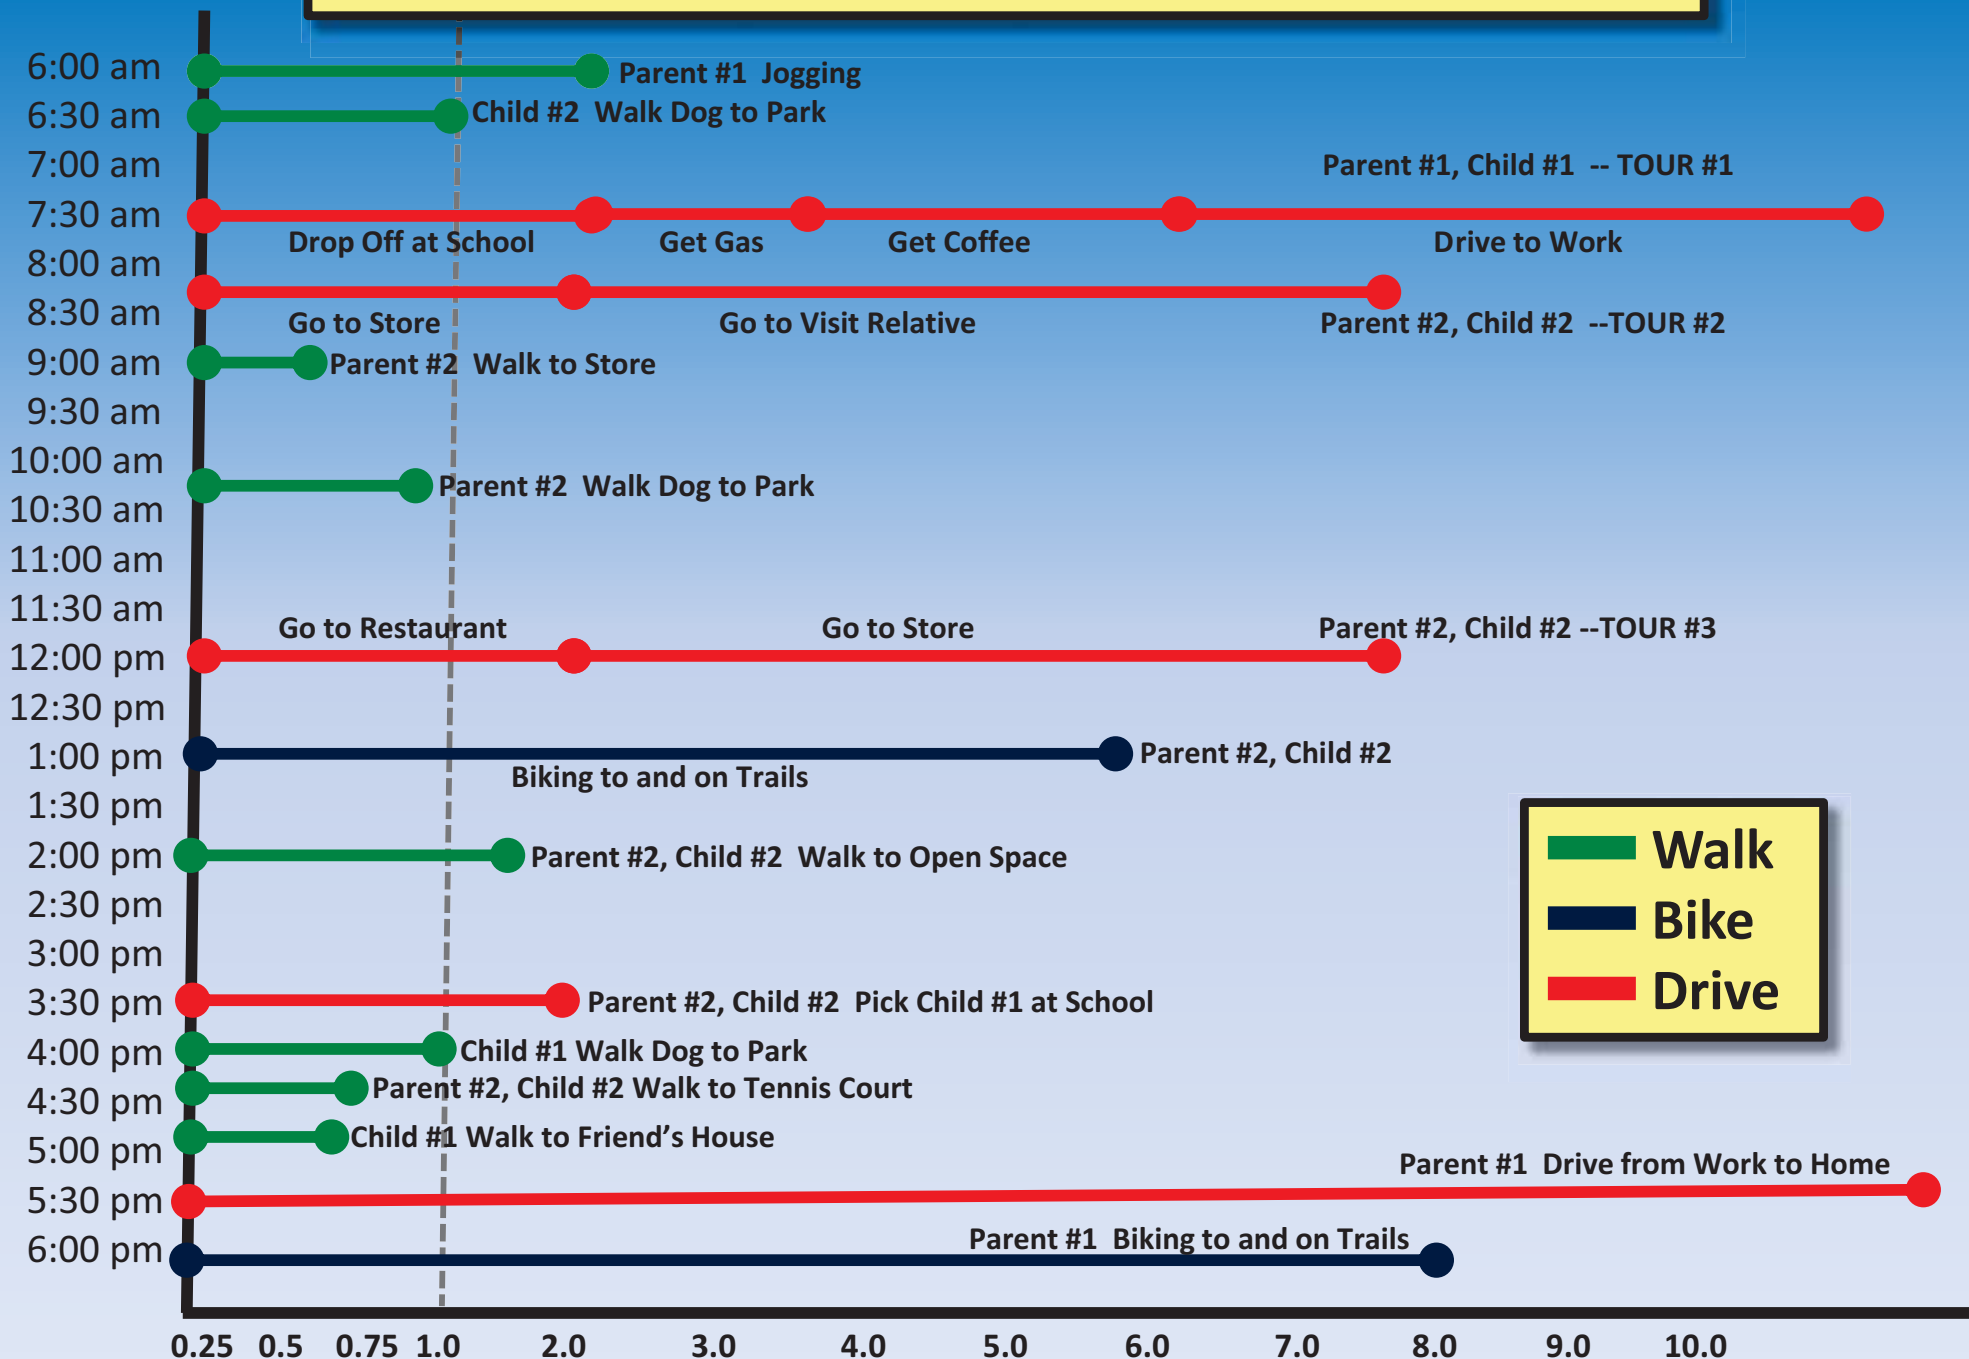 6:00 am
Parent #1 Jogging
6:30 am
Child #2 Walk Dog to Park
7:00 am
Parent #1, Child #1 -- TOUR #1
7:30 am
Drop Off at School
Get Gas
Get Coffee
Drive to Work
8:00 am
8:30 am
Go to Store
Go to Visit Relative
Parent #2, Child #2 --TOUR #2
9:00 am
Parent #2 Walk to Store
9:30 am
10:00 am
Parent #2 Walk Dog to Park
10:30 am
11:00 am
11:30 am
Go to Restaurant
Go to Store
Parent #2, Child #2 --TOUR #3
12:00 pm
12:30 pm
1:00 pm
Parent #2, Child #2
Biking to and on Trails
1:30 pm
2:00 pm
Parent #2, Child #2 Walk to Open Space
2:30 pm
3:00 pm
3:30 pm
Parent #2, Child #2 Pick Child #1 at School
4:00 pm
Child #1 Walk Dog to Park
4:30 pm
Parent #2, Child #2 Walk to Tennis Court
5:00 pm
Child #1 Walk to Friend’s House
Parent #1 Drive from Work to Home
5:30 pm
Parent #1 Biking to and on Trails
6:00 pm
Walk
Bike
Drive
0.25 0.5 0.75 1.0 2.0 3.0 4.0 5.0 6.0 7.0 8.0 9.0 10.0